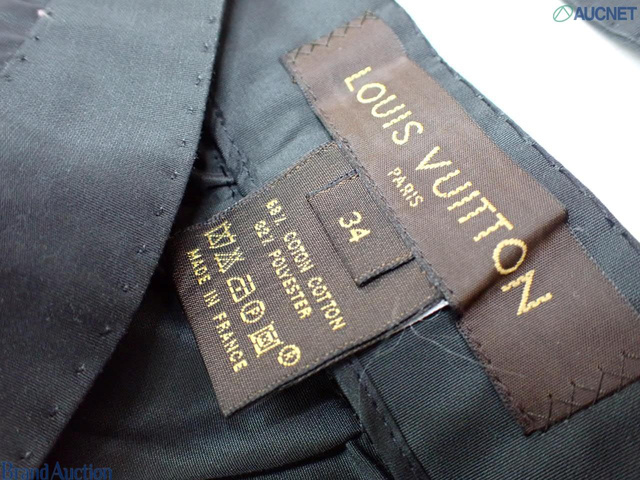 AUCNET
LOUIS VUITTON
PARIS
34
68% COTON COTTON
32% POLYESTER
MADE IN FRANCE
Brand Auction